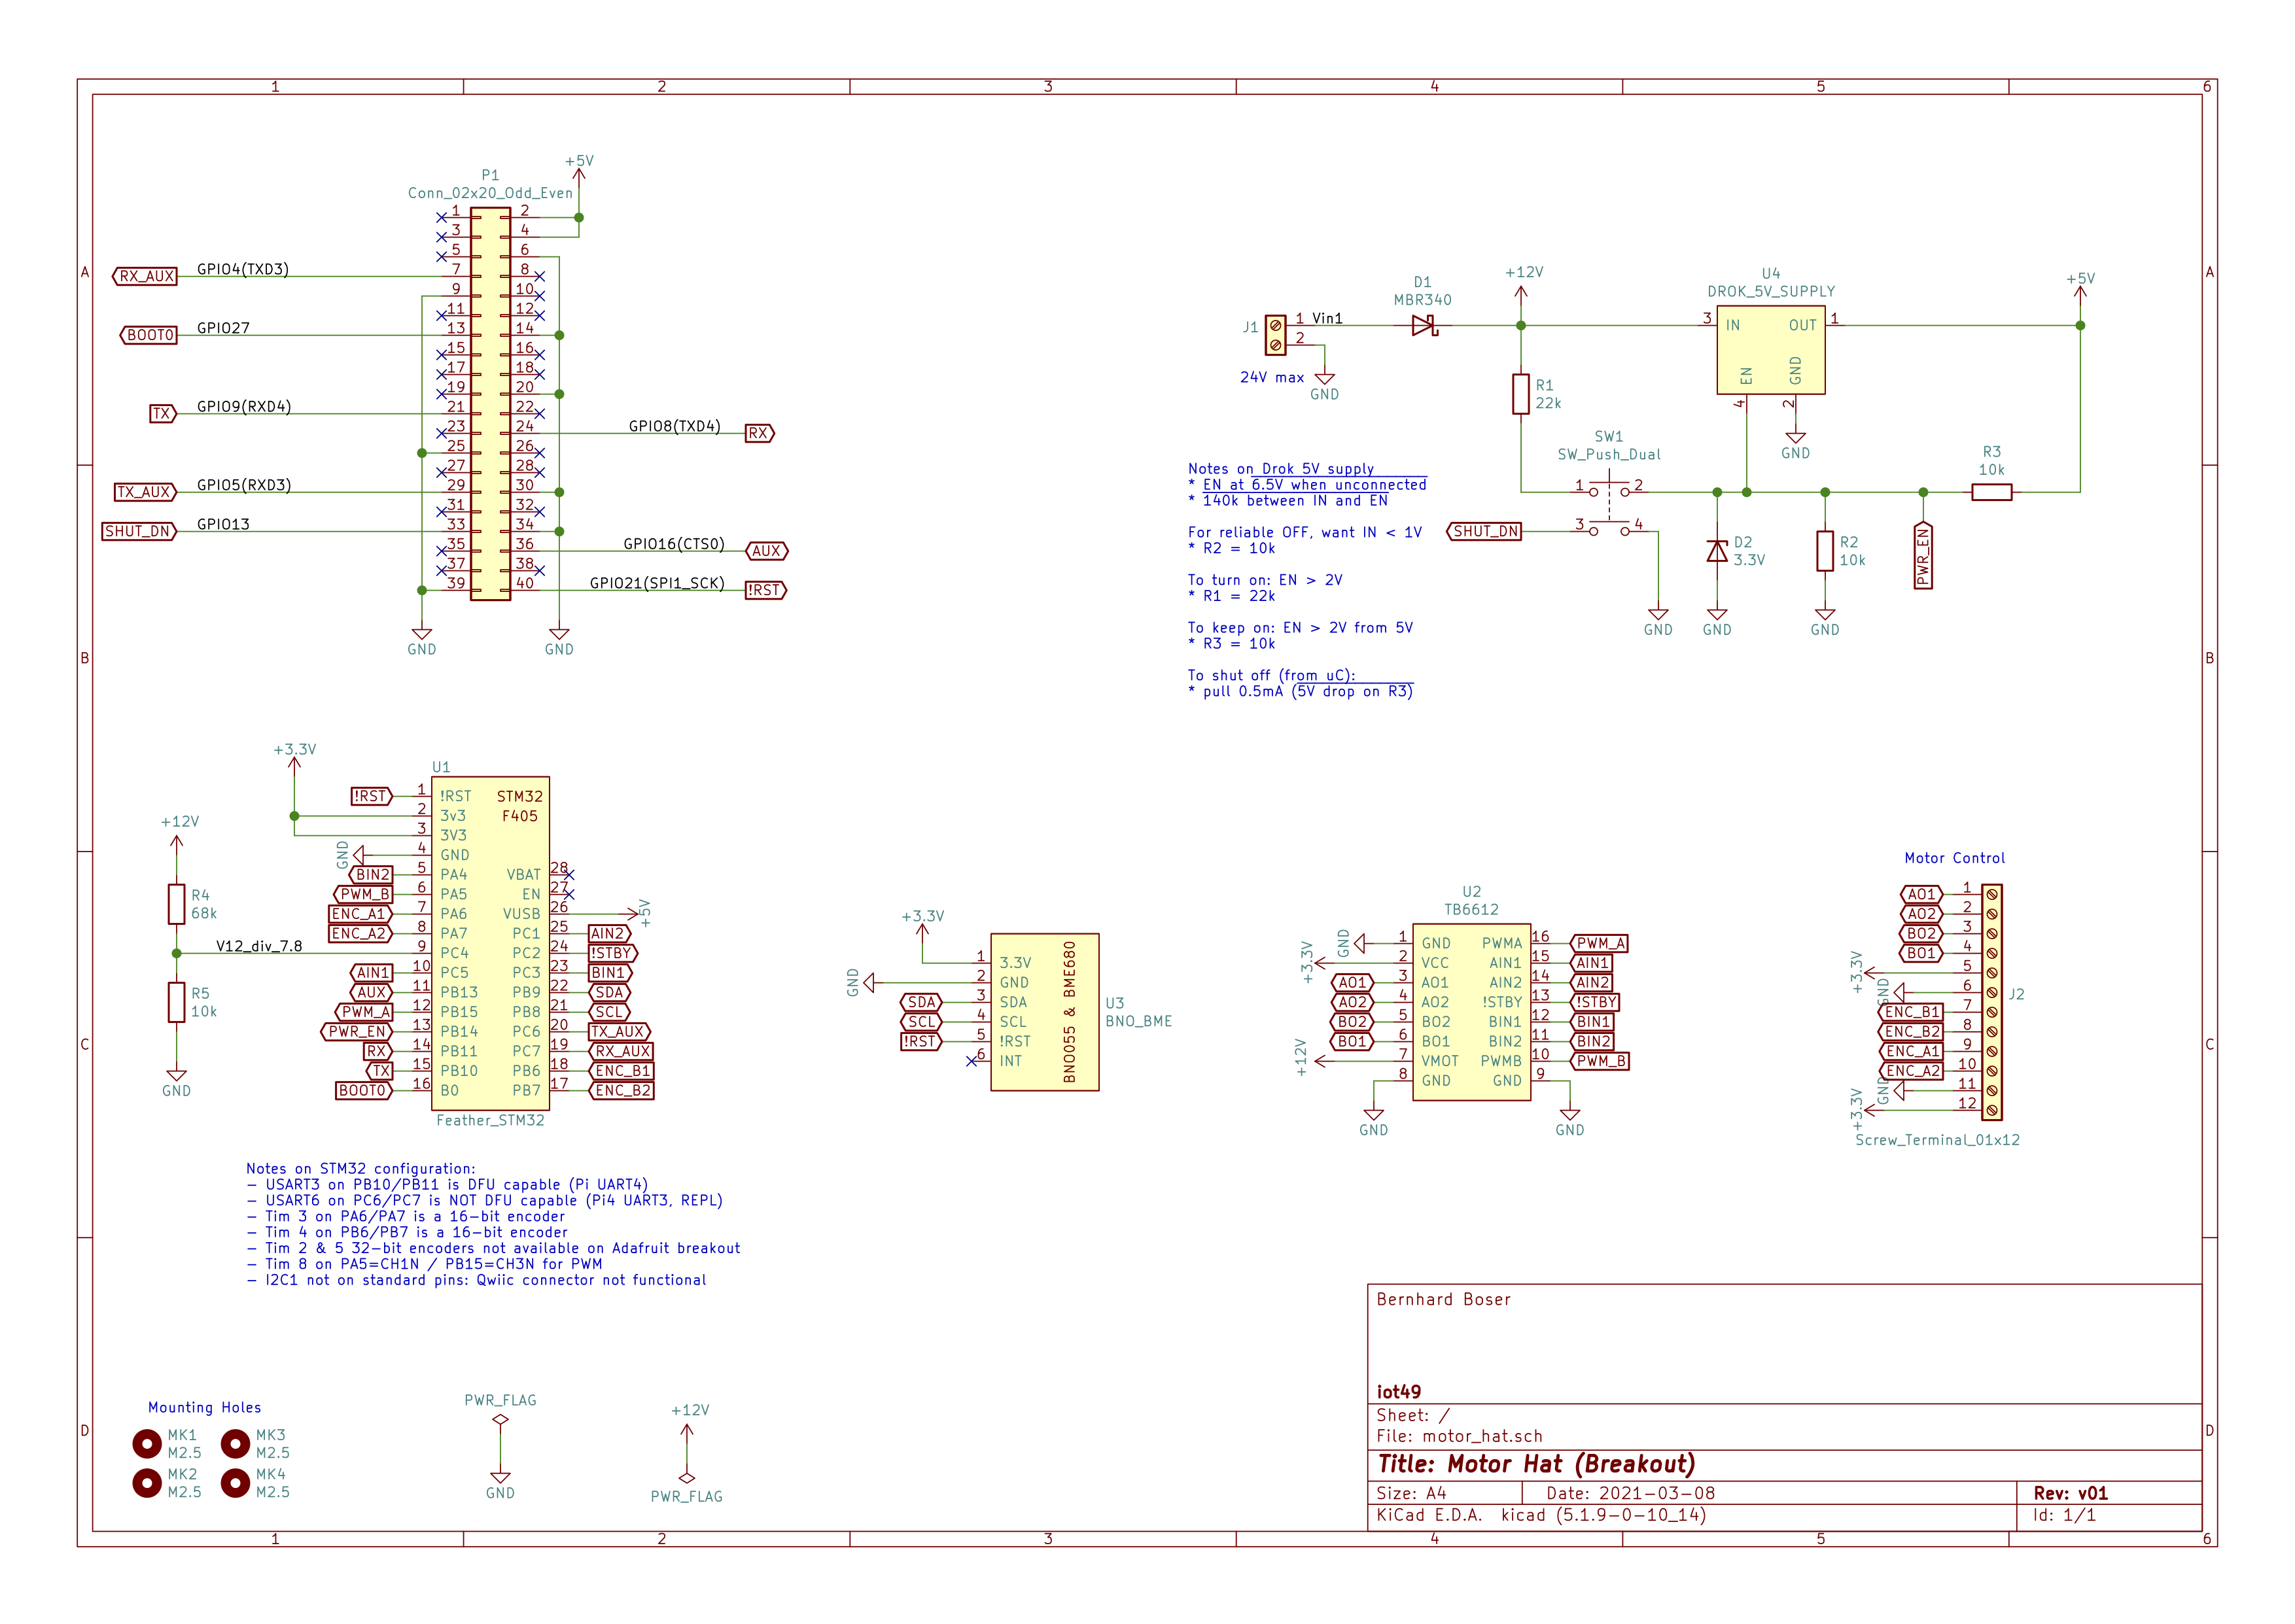 1 2 3 4 5 6
A
B
C
D
+5V
P1
Conn_02x20_Odd_Even
1 2
3 4
5 6
RX_AUX GPIO4(TXD3) 7 8
9 10
11 12
BOOT0 GPIO27 13 14
15 16
17 18
19 20
TX GPIO9(RXD4) 21 22
23 24 GPIO8(TXD4) RX
25 26
27 28
TX_AUX GPIO5(RXD3) 29 30
31 32
SHUT_DN GPIO13 33 34
35 36 GPIO16(CTS0) AUX
37 38
39 40 GPIO21(SPI1_SCK) !RST
GND GND
J1
1 Vin1
2
24V max
GND
D1
MBR340
+12V
R1
22k
U4
DROK_5V_SUPPLY
3 IN OUT 1
EN GND
4 2
GND
+5V
SW1
SW_Push_Dual
1 2
SHUT_DN 3 4
GND
D2
3.3V
GND
R2
10k
GND
PWR_EN
R3
10k
Notes on Drok 5V supply
* EN at 6.5V when unconnected
* 140k between IN and EN
For reliable OFF, want IN < 1V
* R2 = 10k
To turn on: EN > 2V
* R1 = 22k
To keep on: EN > 2V from 5V
* R3 = 10k
To shut off (from uC):
* pull 0.5mA (5V drop on R3)
+3.3V
+12V
R4
68k
V12_div_7.8
R5
10k
GND
U1
STM32
F405
!RST 1 !RST
2 3v3
3 3V3
GND 4 GND
BIN2 5 PA4 VBAT 28
PWM_B 6 PA5 EN 27
ENC_A1 7 PA6 VUSB 26 +5V
ENC_A2 8 PA7 PC1 25 AIN2
9 PC4 PC2 24 !STBY
AIN1 10 PC5 PC3 23 BIN1
AUX 11 PB13 PB9 22 SDA
PWM_A 12 PB15 PB8 21 SCL
PWR_EN 13 PB14 PC6 20 TX_AUX
RX 14 PB11 PC7 19 RX_AUX
TX 15 PB10 PB6 18 ENC_B1
BOOT0 16 B0 PB7 17 ENC_B2
Feather_STM32
Notes on STM32 configuration:
- USART3 on PB10/PB11 is DFU capable (Pi UART4)
- USART6 on PC6/PC7 is NOT DFU capable (Pi4 UART3, REPL)
- Tim 3 on PA6/PA7 is a 16-bit encoder
- Tim 4 on PB6/PB7 is a 16-bit encoder
- Tim 2 & 5 32-bit encoders not available on Adafruit breakout
- Tim 8 on PA5=CH1N / PB15=CH3N for PWM
- I2C1 not on standard pins: Qwiic connector not functional
+3.3V
1 3.3V
GND 2 GND
SDA 3 SDA
SCL 4 SCL
!RST 5 !RST
6 INT
BNO055 & BME680
U3
BNO_BME
U2
TB6612
GND 1 GND PWMA 16 PWM_A
+3.3V 2 VCC AIN1 15 AIN1
AO1 3 AO1 AIN2 14 AIN2
AO2 4 AO2 !STBY 13 !STBY
BO2 5 BO2 BIN1 12 BIN1
BO1 6 BO1 BIN2 11 BIN2
+12V 7 VMOT PWMB 10 PWM_B
8 GND GND 9
GND GND
Motor Control
AO1 1
AO2 2
BO2 3
BO1 4
+3.3V 5
GND 6
ENC_B1 7
ENC_B2 8
ENC_A1 9
ENC_A2 10
GND 11
+3.3V 12
J2
Screw_Terminal_01x12
Mounting Holes
MK1
M2.5
MK3
M2.5
MK2
M2.5
MK4
M2.5
PWR_FLAG
GND
+12V
PWR_FLAG
Bernhard Boser
iot49
Sheet: /
File: motor_hat.sch
Title: Motor Hat (Breakout)
Size: A4 Date: 2021-03-08 Rev: v01
KiCad E.D.A. kicad (5.1.9-0-10_14) Id: 1/1
A
B
C
D
1 2 3 4 5 6